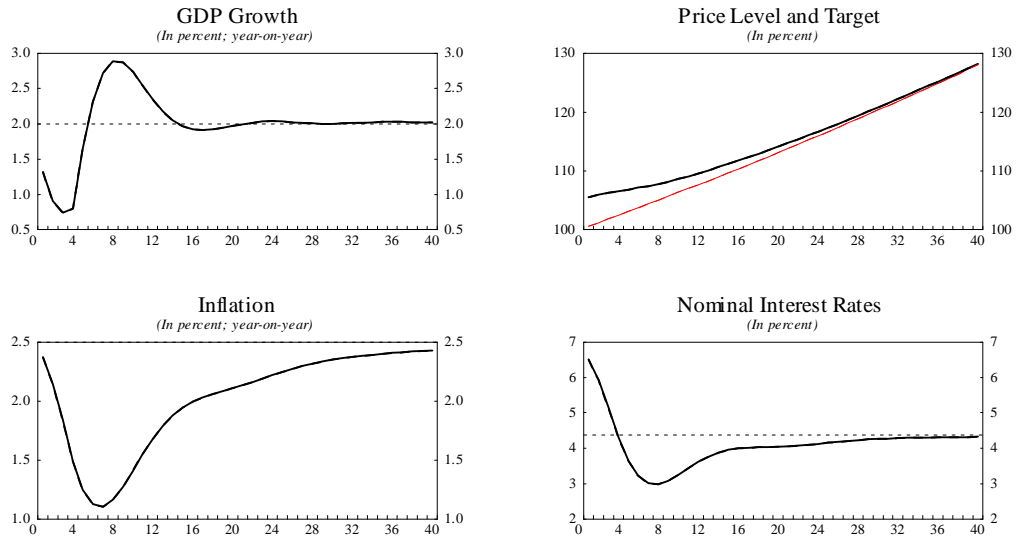 GDP Growth
(In percent; year-on-year)
3.0 3.0
2.5 2.5
2.0 2.0
1.5 1.5
1.0 1.0
0.5 0.5
0 4 8 12 16 20 24 28 32 36 40
Price Level and Target
(In percent)
130 130
120 120
110 110
100 100
0 4 8 12 16 20 24 28 32 36 40
Inflation
(In percent; year-on-year)
2.5 2.5
2.0 2.0
1.5 1.5
1.0 1.0
0 4 8 12 16 20 24 28 32 36 40
Nominal Interest Rates
(In percent)
7 7
6 6
5 5
4 4
3 3
2 2
0 4 8 12 16 20 24 28 32 36 40